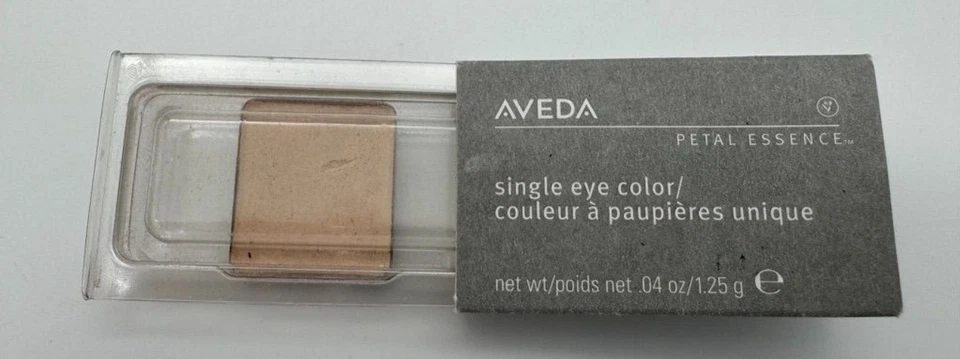 AVEDA
PETAL ESSENCE™
single eye color/
couleur à paupières unique
net wt/poids net .04 oz/1.25 g ℮